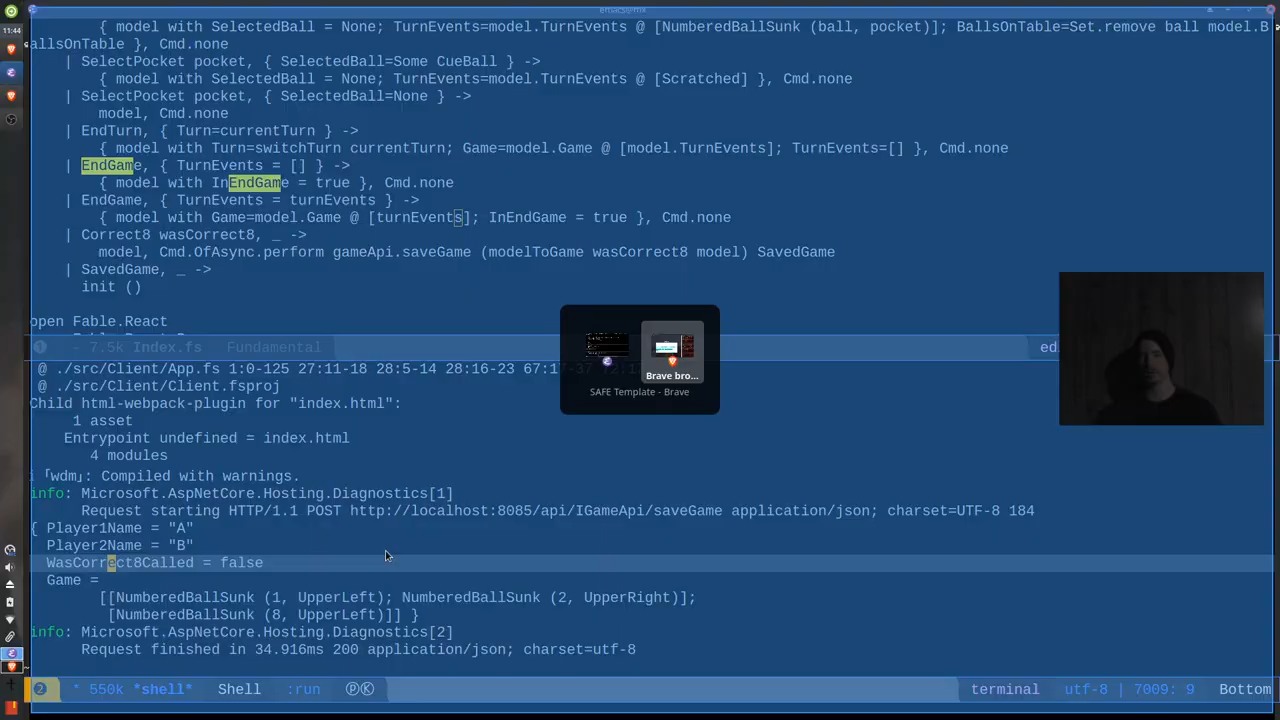 emacs@mx
11:44
{ model with SelectedBall = None; TurnEvents=model.TurnEvents @ [NumberedBallSunk (ball, pocket)]; BallsOnTable=Set.remove ball model.B
allsOnTable }, Cmd.none
| SelectPocket pocket, { SelectedBall=Some CueBall } ->
{ model with SelectedBall = None; TurnEvents=model.TurnEvents @ [Scratched] }, Cmd.none
| SelectPocket pocket, { SelectedBall=None } ->
model, Cmd.none
| EndTurn, { Turn=currentTurn } ->
{ model with Turn=switchTurn currentTurn; Game=model.Game @ [model.TurnEvents]; TurnEvents=[] }, Cmd.none
| EndGame, { TurnEvents = [] } ->
{ model with InEndGame = true }, Cmd.none
| EndGame, { TurnEvents = turnEvents } ->
{ model with Game=model.Game @ [turnEvents]; InEndGame = true }, Cmd.none
| Correct8 wasCorrect8, _ ->
model, Cmd.OfAsync.perform gameApi.saveGame (modelToGame wasCorrect8 model) SavedGame
| SavedGame, _ ->
init ()
open Fable.React
1 - 7.5k Index.fs Fundamental ed
@ ./src/Client/App.fs 1:0-125 27:11-18 28:5-14 28:16-23 67:17-37 72:1
@ ./src/Client/Client.fsproj
Child html-webpack-plugin for "index.html":
1 asset
Entrypoint undefined = index.html
4 modules
i 「wdm」: Compiled with warnings.
info: Microsoft.AspNetCore.Hosting.Diagnostics[1]
Request starting HTTP/1.1 POST http://localhost:8085/api/IGameApi/saveGame application/json; charset=UTF-8 184
{ Player1Name = "A"
Player2Name = "B"
WasCorrect8Called = false
Game =
[[NumberedBallSunk (1, UpperLeft); NumberedBallSunk (2, UpperRight)];
[NumberedBallSunk (8, UpperLeft)]] }
info: Microsoft.AspNetCore.Hosting.Diagnostics[2]
Request finished in 34.916ms 200 application/json; charset=utf-8
2 * 550k *shell* Shell :run ⓟⓀ terminal utf-8 | 7009: 9 Bottom
Brave bro...
SAFE Template - Brave